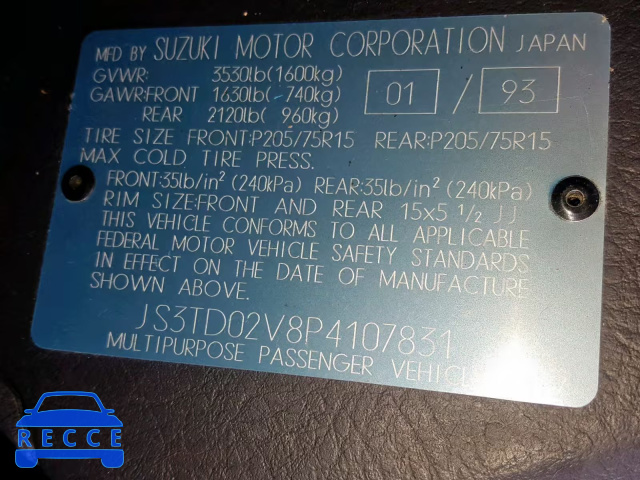 MFD BY SUZUKI MOTOR CORPORATION JAPAN
GVWR: 3530lb(1600kg)
GAWR:FRONT 1630lb( 740kg)
REAR 2120lb( 960kg)
01 / 93
TIRE SIZE FRONT:P205/75R15 REAR:P205/75R15
MAX COLD TIRE PRESS.
FRONT:35lb/in² (240kPa) REAR:35lb/in² (240kPa)
RIM SIZE:FRONT AND REAR 15x5 1/2 JJ
THIS VEHICLE CONFORMS TO ALL APPLICABLE
FEDERAL MOTOR VEHICLE SAFETY STANDARDS
IN EFFECT ON THE DATE OF MANUFACTURE
SHOWN ABOVE.
JS3TD02V8P4107831
MULTIPURPOSE PASSENGER VEHIC
RECCE